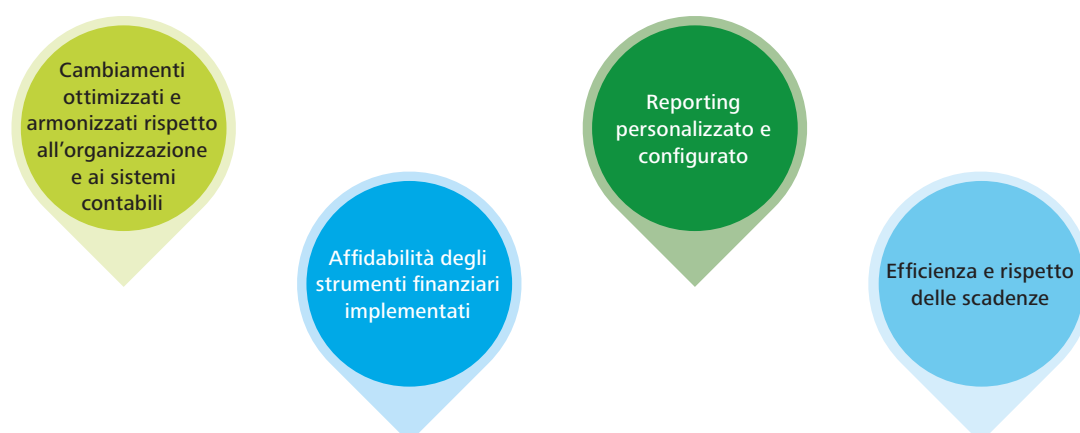 Cambiamenti
ottimizzati e
armonizzati rispetto
all’organizzazione
e ai sistemi
contabili
Affidabilità degli
strumenti finanziari
implementati
Reporting
personalizzato e
configurato
Efficienza e rispetto
delle scadenze